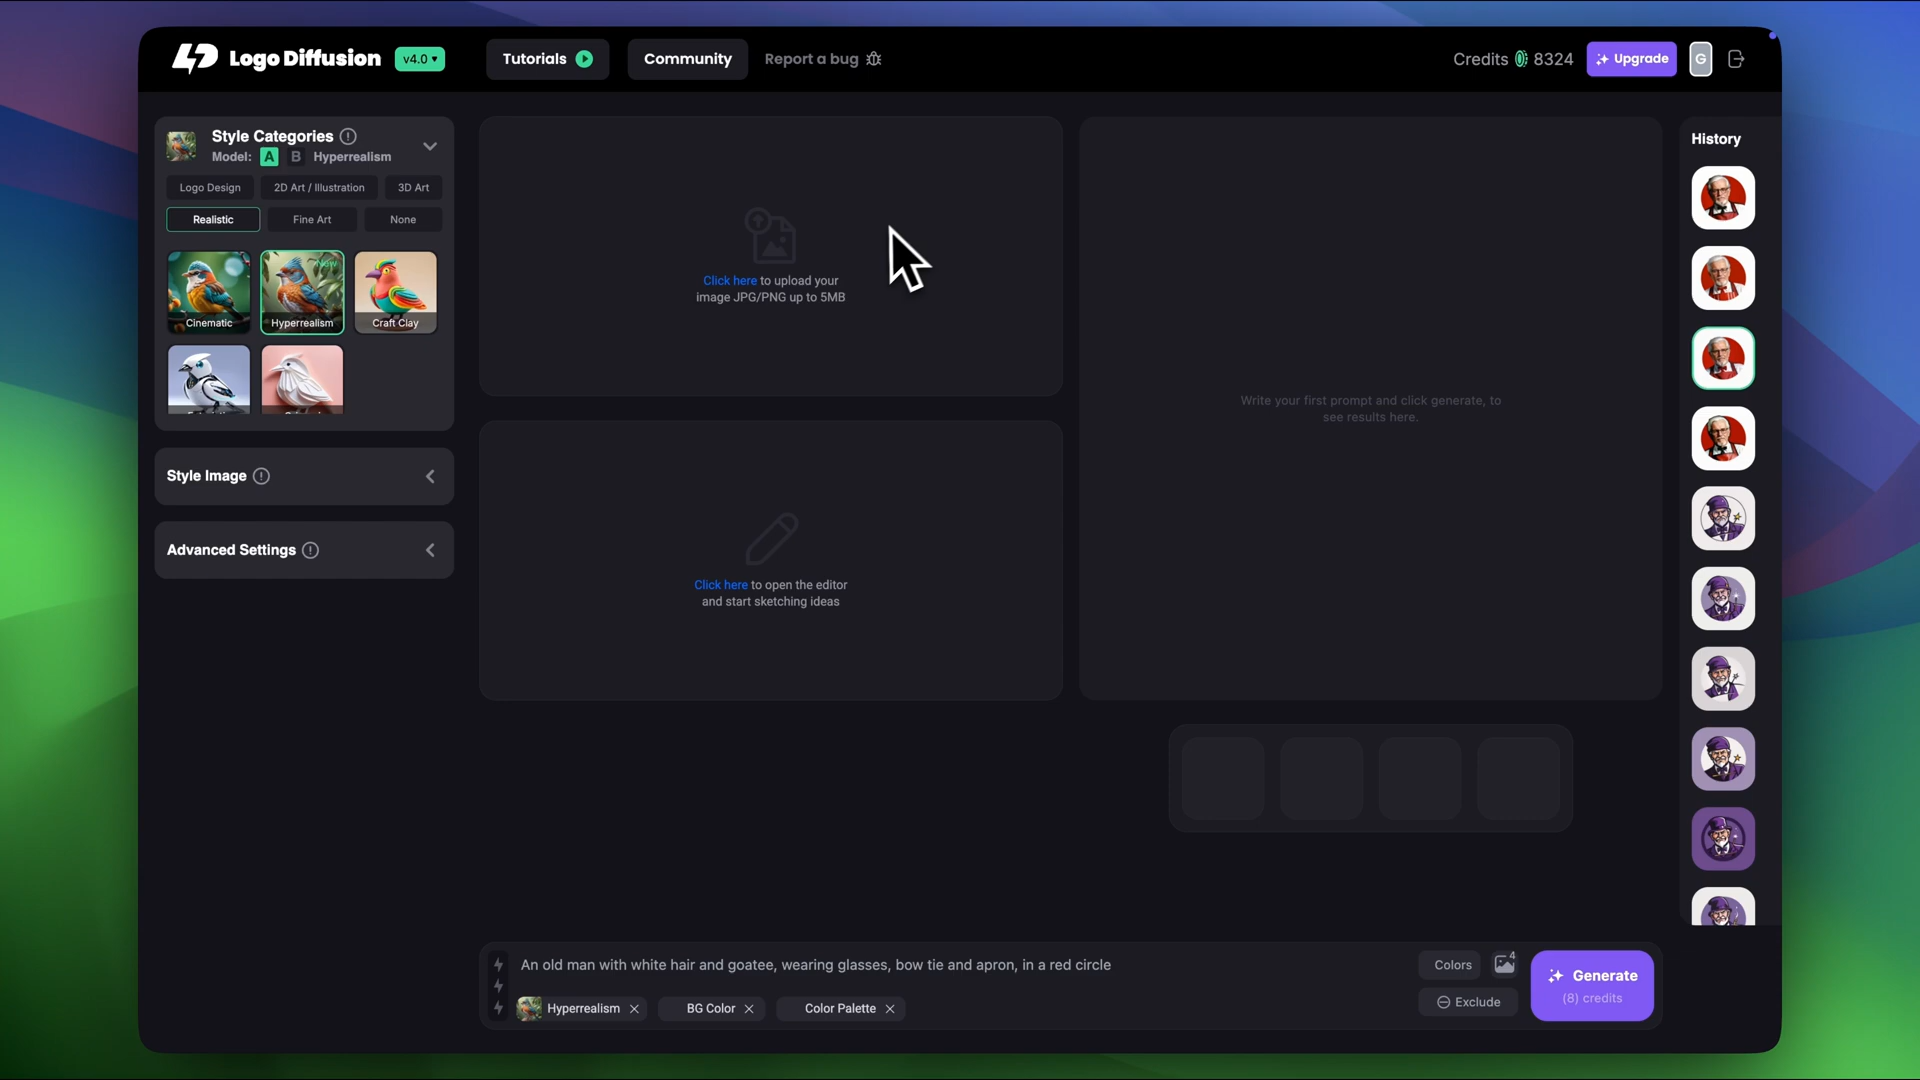 Logo Diffusion v4.0
Tutorials
Community
Report a bug
Credits 8324
Upgrade
G
Style Categories
Model: A B Hyperrealism
Logo Design
2D Art / Illustration
3D Art
Realistic
Fine Art
None
New
Cinematic
Hyperrealism
Craft Clay
Style Image
Advanced Settings
Click here to upload your
image JPG/PNG up to 5MB
Click here to open the editor
and start sketching ideas
Write your first prompt and click generate, to
see results here.
History
An old man with white hair and goatee, wearing glasses, bow tie and apron, in a red circle
Hyperrealism
BG Color
Color Palette
Colors
4
Exclude
Generate
(8) credits